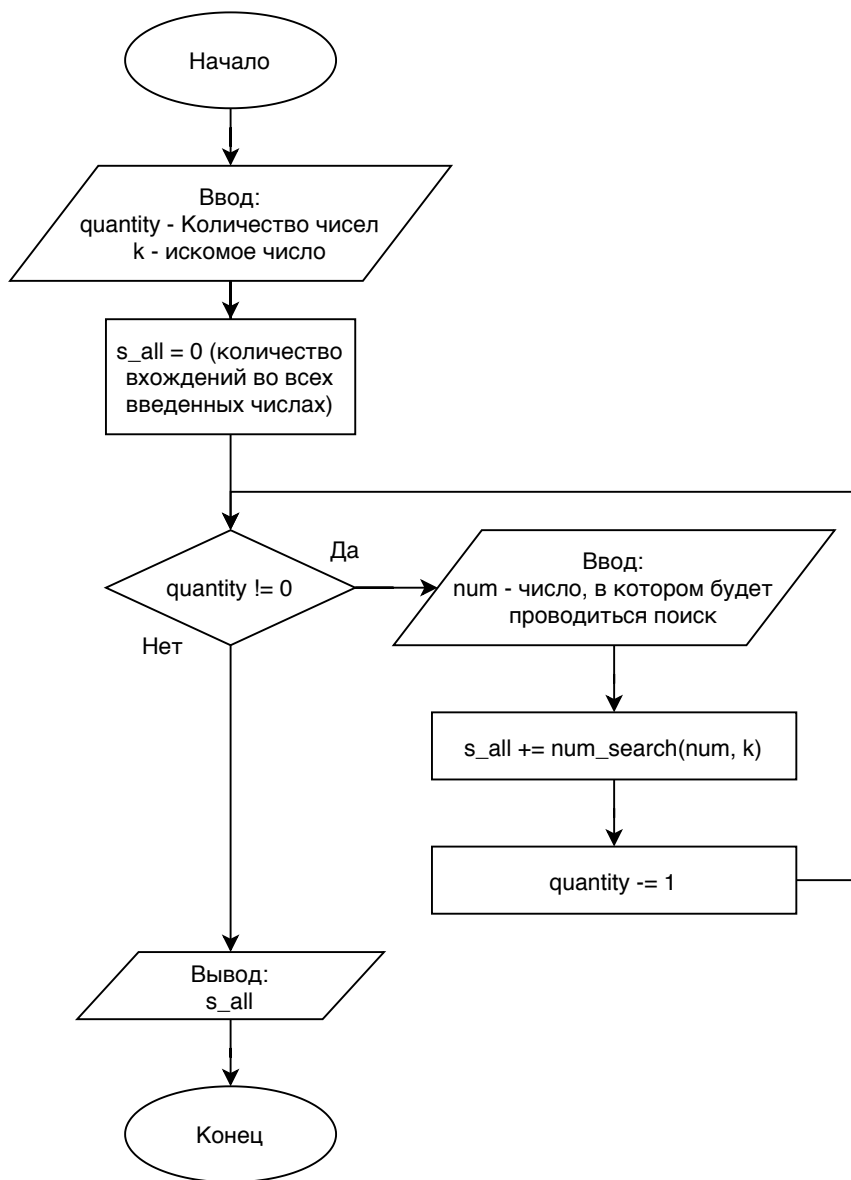 Начало
Ввод:
quantity - Количество чисел
k - искомое число
s_all = 0 (количество
вхождений во всех
введенных числах)
Да
quantity != 0
Нет
Ввод:
num - число, в котором будет
проводиться поиск
s_all += num_search(num, k)
quantity -= 1
Вывод:
s_all
Конец